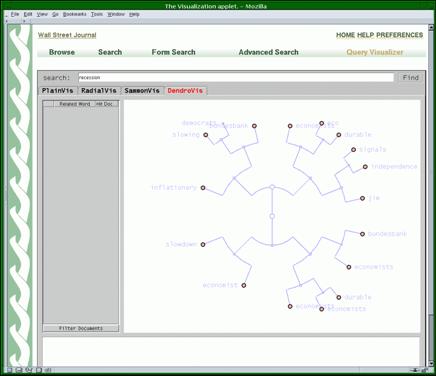 The Visualization applet. - Mozilla
File Edit View Go Bookmarks Tools Window Help
Wall Street Journal
HOME HELP PREFERENCES
Browse Search Form Search Advanced Search Query Visualizer
search: recession Find
PlainVis RadialVis SammonVis DendroVis
Related Word Hit Doc
democrats bundesbank economists eco
slowing durable
signals
independence
inflationary jim
slowdown bundesbank
economists
economist durable
economists economists
Filter Documents